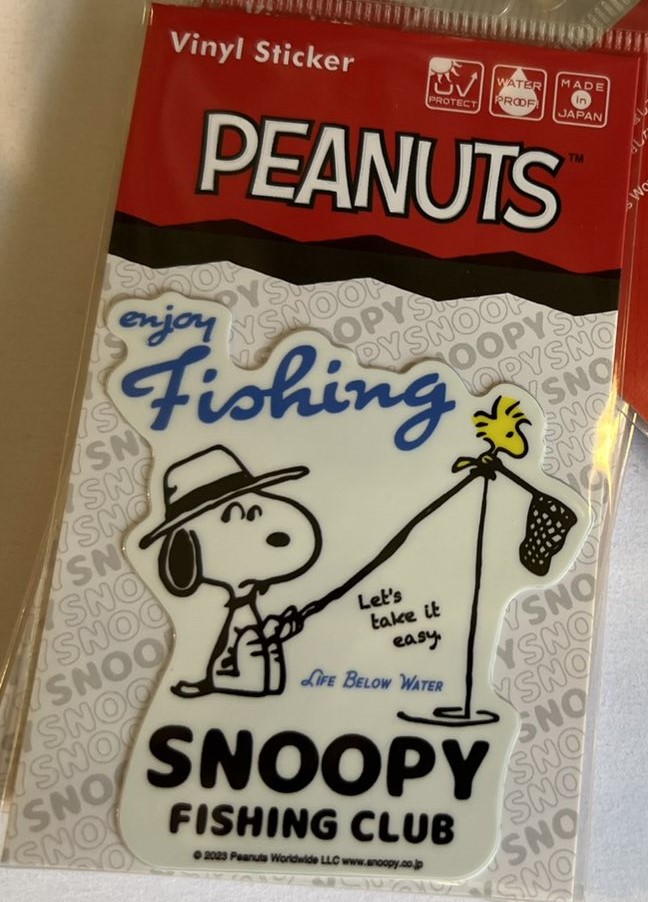 Vinyl Sticker
UV
PROTECT
WATER
PROOF
MADE
in
JAPAN
PEANUTS™
enjoy
Fishing
Let's
take it
easy.
LIFE BELOW WATER
SNOOPY
FISHING CLUB
© 2023 Peanuts Worldwide LLC www.snoopy.co.jp